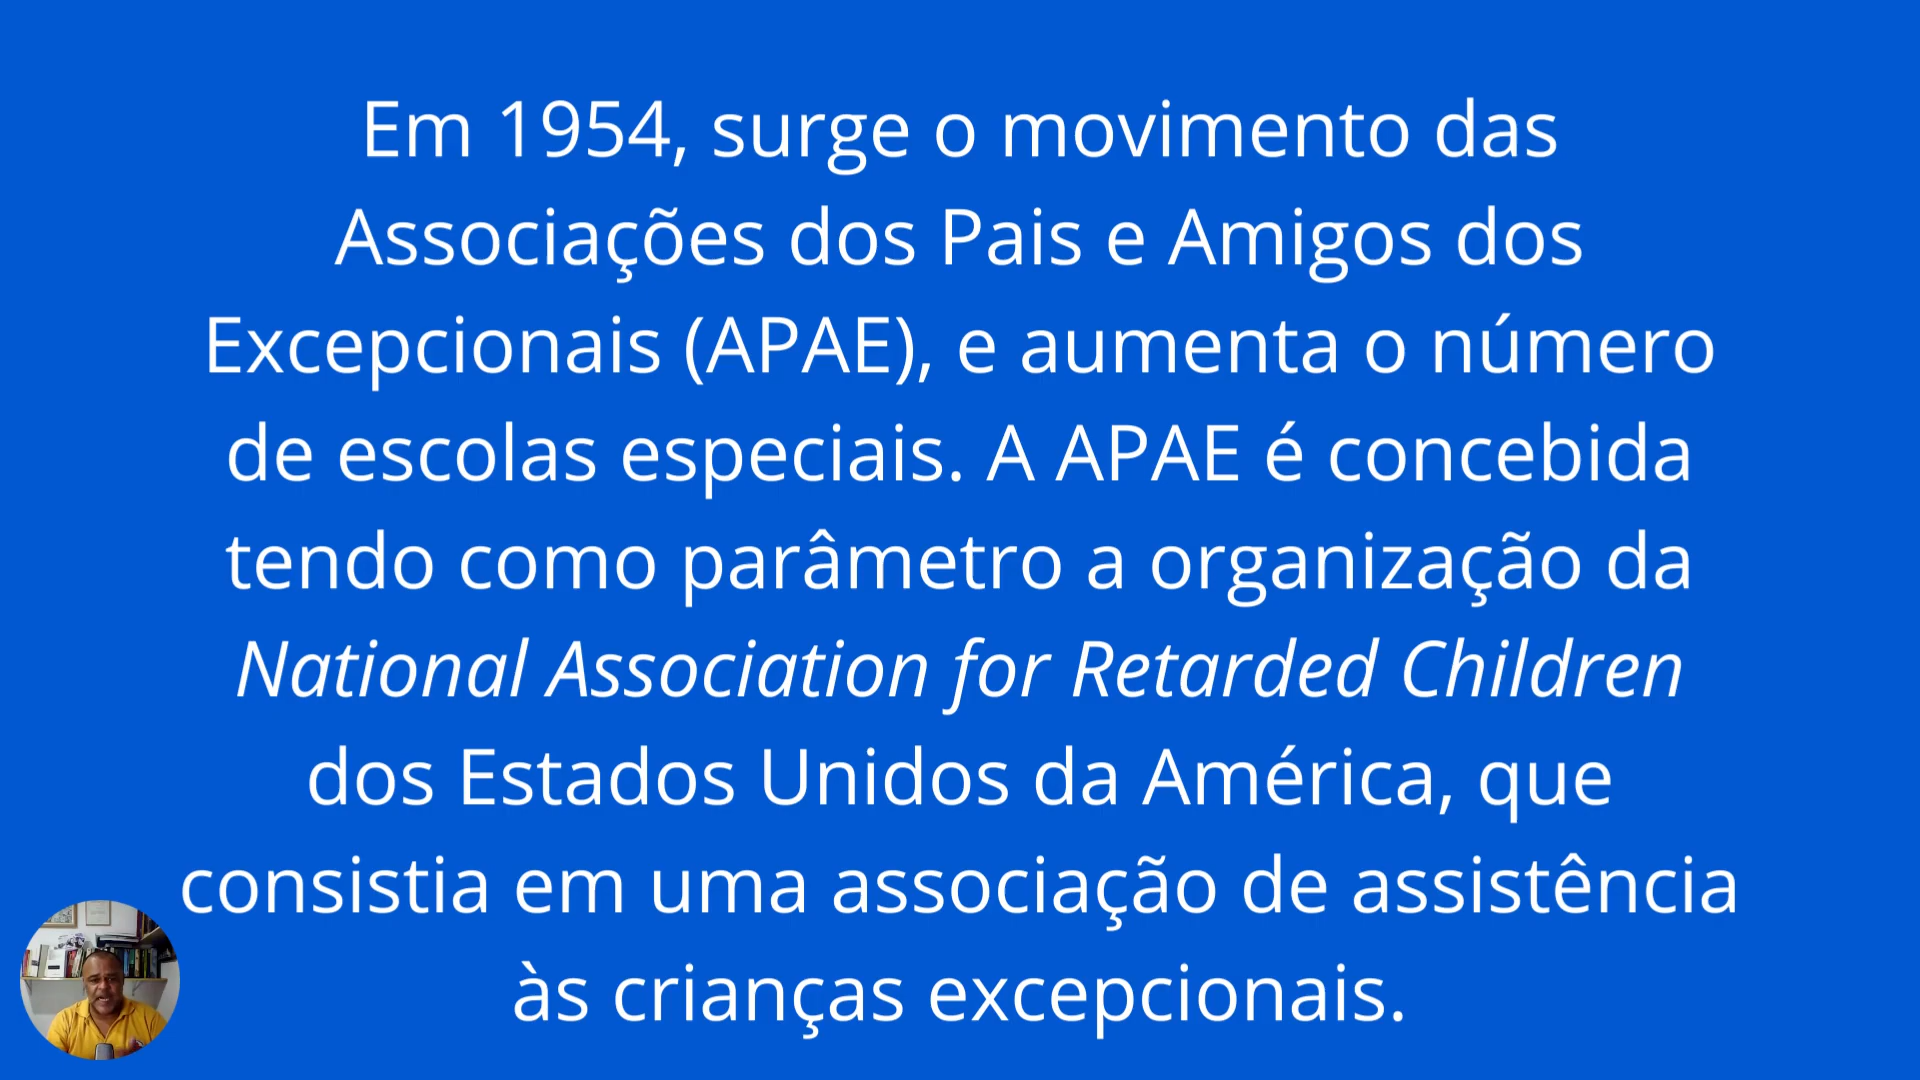 Em 1954, surge o movimento das
Associações dos Pais e Amigos dos
Excepcionais (APAE), e aumenta o número
de escolas especiais. A APAE é concebida
tendo como parâmetro a organização da
National Association for Retarded Children
dos Estados Unidos da América, que
consistia em uma associação de assistência
às crianças excepcionais.